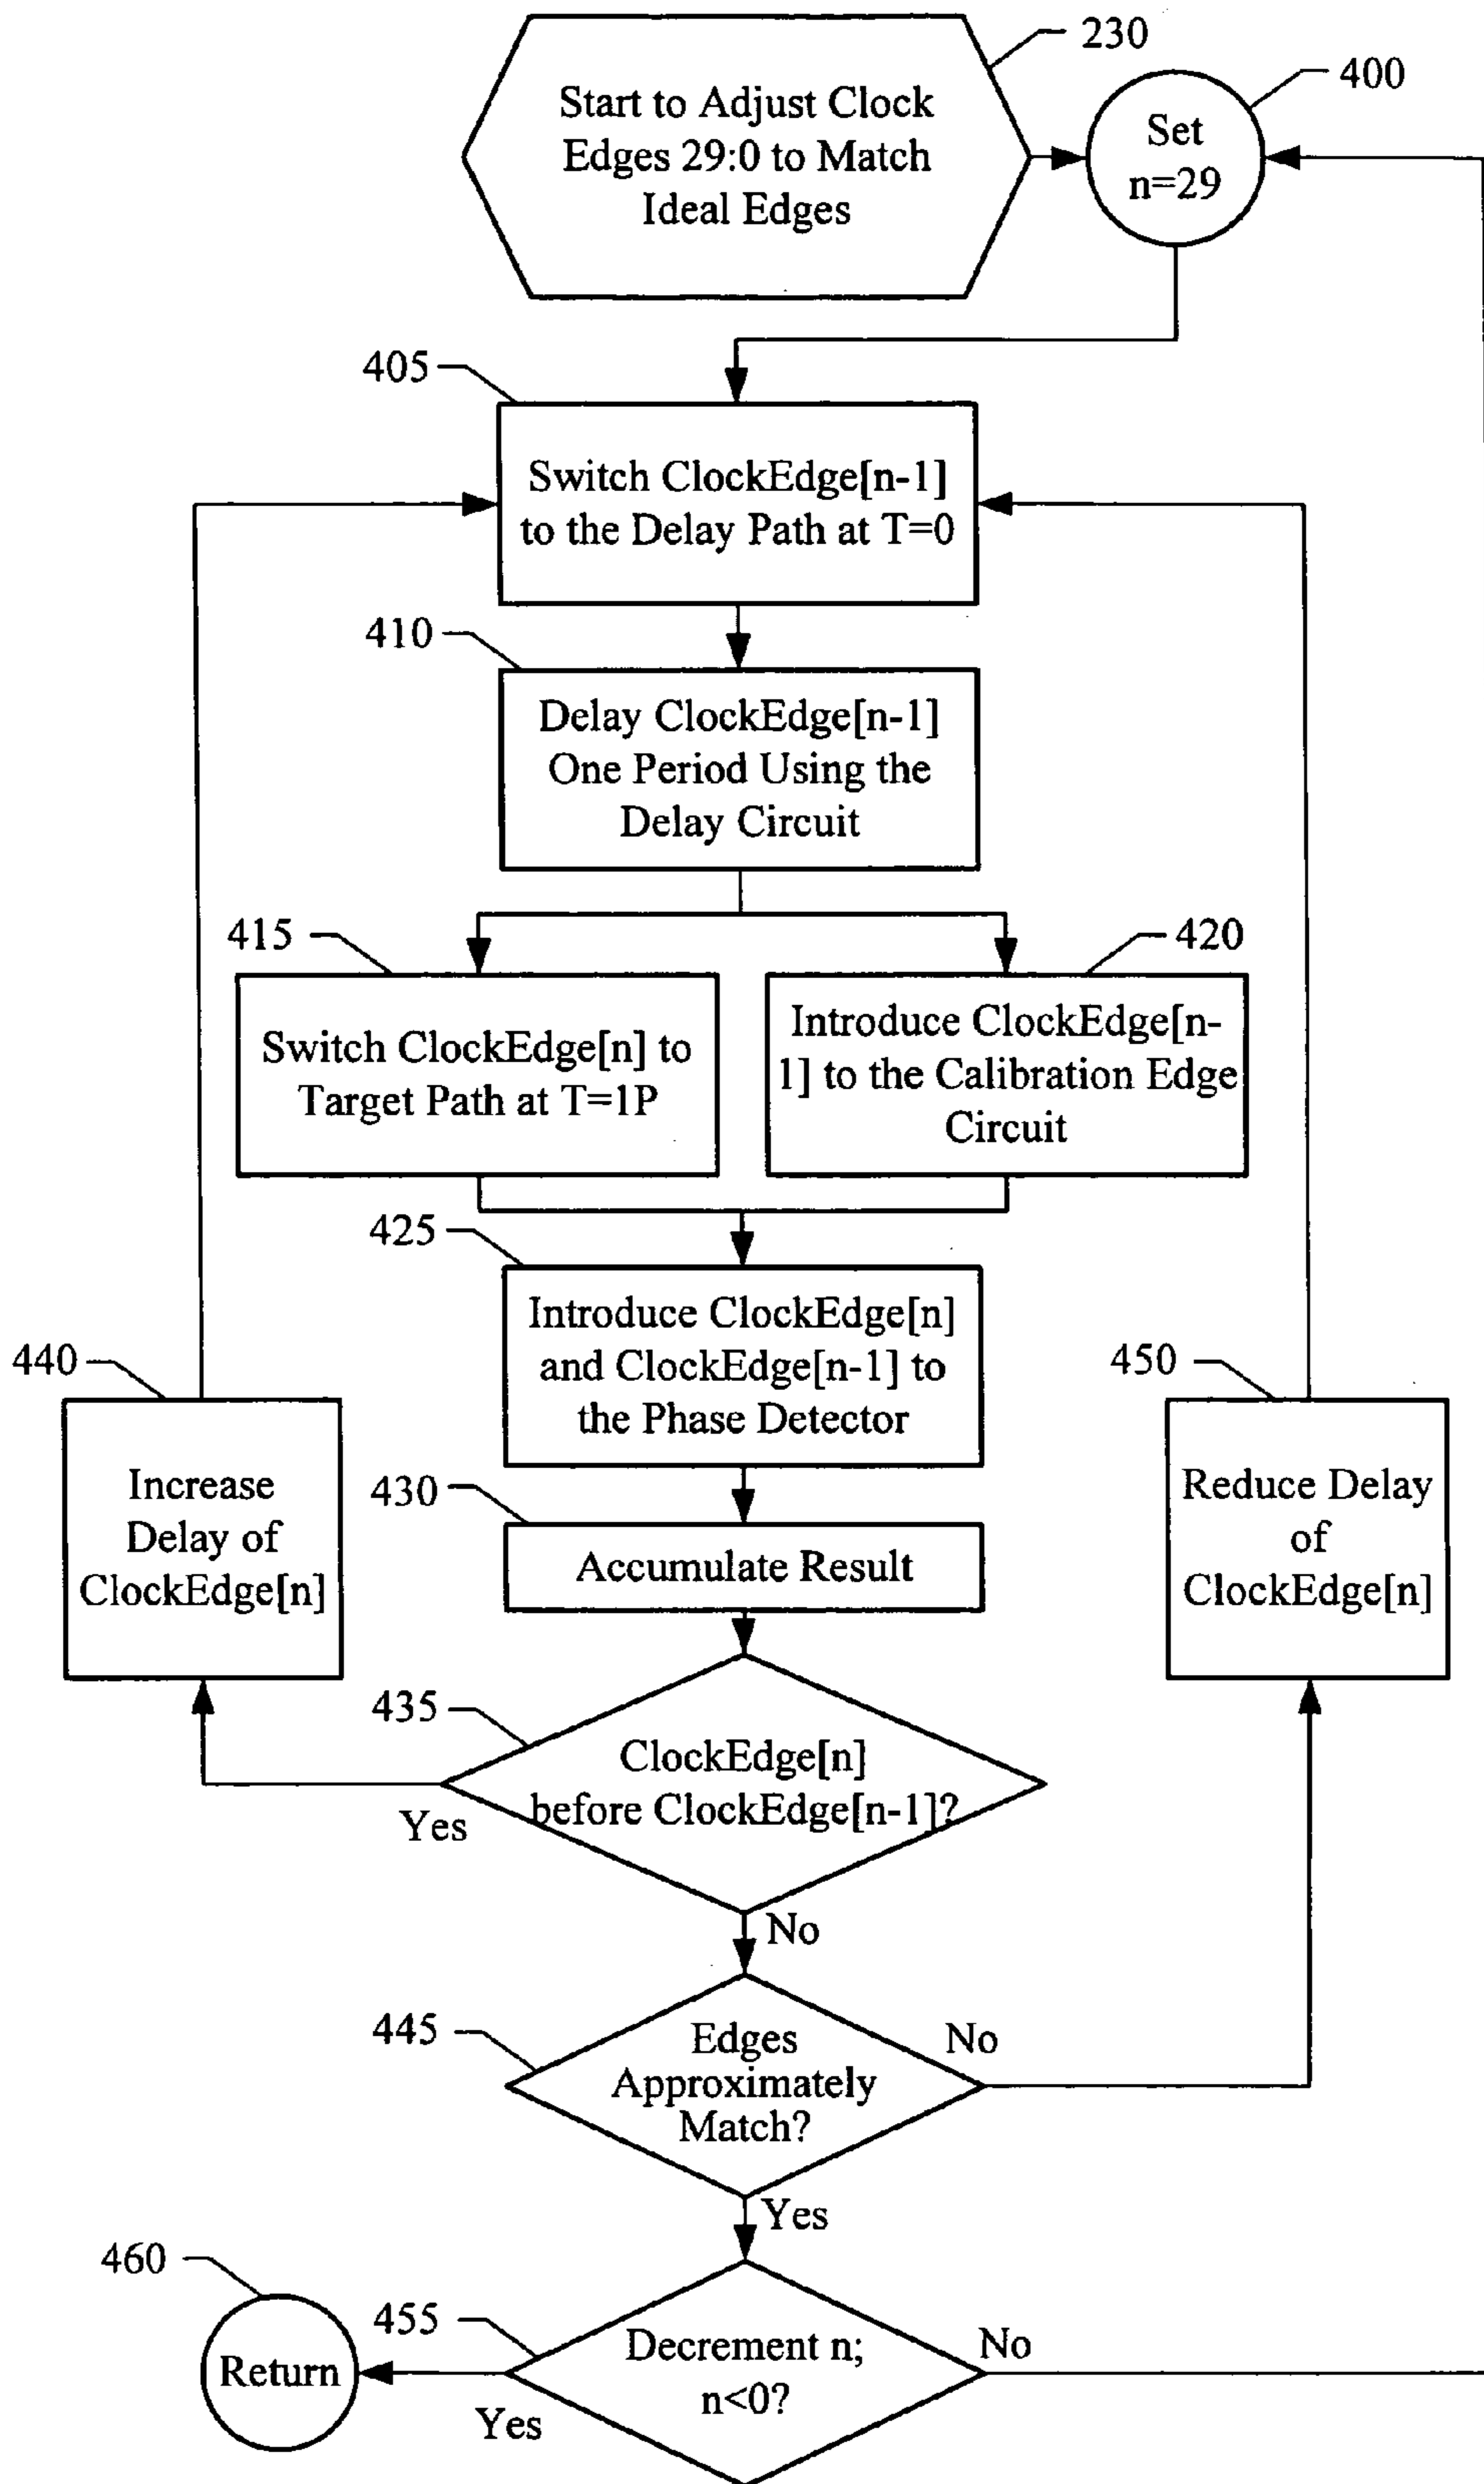 230
Start to Adjust Clock
Edges 29:0 to Match
Ideal Edges
400
Set
n=29
405
Switch ClockEdge[n-1]
to the Delay Path at T=0
410
Delay ClockEdge[n-1]
One Period Using the
Delay Circuit
415
Switch ClockEdge[n] to
Target Path at T=1P
420
Introduce ClockEdge[n-
1] to the Calibration Edge
Circuit
425
Introduce ClockEdge[n]
and ClockEdge[n-1] to
the Phase Detector
440
Increase
Delay of
ClockEdge[n]
450
Reduce Delay
of
ClockEdge[n]
430
Accumulate Result
435
ClockEdge[n]
before ClockEdge[n-1]?
Yes
No
445
Edges
Approximately
Match?
No
Yes
460
Return
455
Decrement n;
n<0?
No
Yes